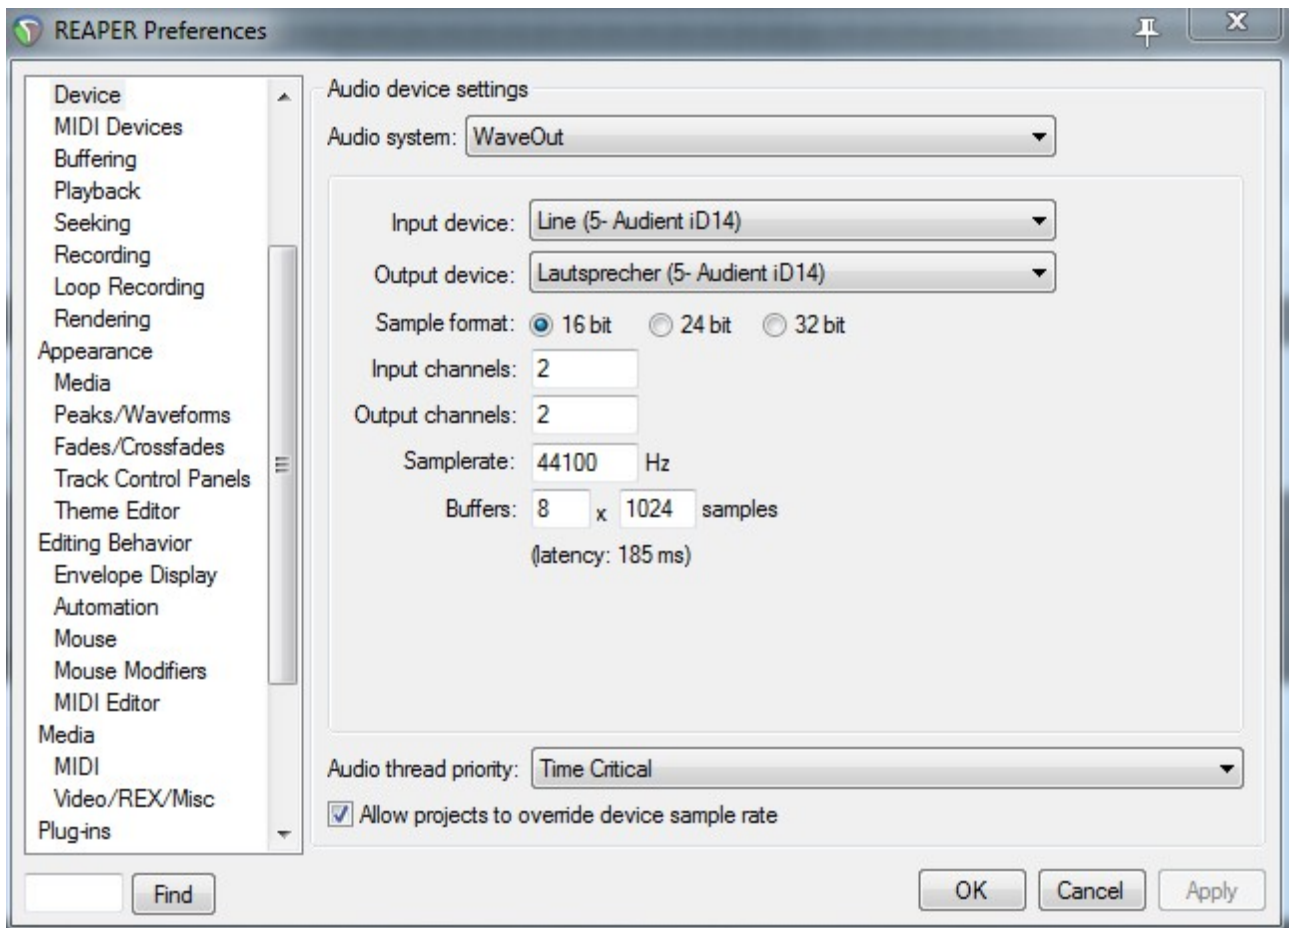 REAPER Preferences
Device
MIDI Devices
Buffering
Playback
Seeking
Recording
Loop Recording
Rendering
Appearance
Media
Peaks/Waveforms
Fades/Crossfades
Track Control Panels
Theme Editor
Editing Behavior
Envelope Display
Automation
Mouse
Mouse Modifiers
MIDI Editor
Media
MIDI
Video/REX/Misc
Plug-ins
Find
Audio device settings
Audio system: WaveOut
Input device: Line (5- Audient iD14)
Output device: Lautsprecher (5- Audient iD14)
Sample format: 16 bit 24 bit 32 bit
Input channels: 2
Output channels: 2
Samplerate: 44100 Hz
Buffers: 8 x 1024 samples
(latency: 185 ms)
Audio thread priority: Time Critical
Allow projects to override device sample rate
OK Cancel Apply